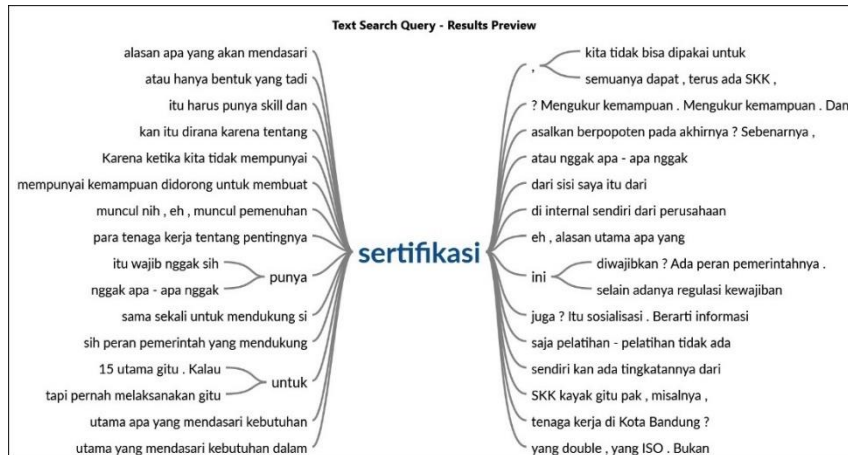 Text Search Query - Results Preview
alasan apa yang akan mendasari
atau hanya bentuk yang tadi
itu harus punya skill dan
kan itu dirana karena tentang
Karena ketika kita tidak mempunyai
mempunyai kemampuan didorong untuk membuat
muncul nih , eh , muncul pemenuhan
para tenaga kerja tentang pentingnya
itu wajib nggak sih
nggak apa - apa nggak
punya
sama sekali untuk mendukung si
sih peran pemerintah yang mendukung
15 utama gitu . Kalau
tapi pernah melaksanakan gitu
untuk
utama apa yang mendasari kebutuhan
utama yang mendasari kebutuhan dalam
sertifikasi
,
kita tidak bisa dipakai untuk
semuanya dapat , terus ada SKK ,
? Mengukur kemampuan . Mengukur kemampuan . Dan
asalkan berpopoten pada akhirnya ? Sebenarnya ,
atau nggak apa - apa nggak
dari sisi saya itu dari
di internal sendiri dari perusahaan
eh , alasan utama apa yang
ini
diwajibkan ? Ada peran pemerintahnya .
selain adanya regulasi kewajiban
juga ? Itu sosialisasi . Berarti informasi
saja pelatihan - pelatihan tidak ada
sendiri kan ada tingkatannya dari
SKK kayak gitu pak , misalnya ,
tenaga kerja di Kota Bandung ?
yang double , yang ISO . Bukan